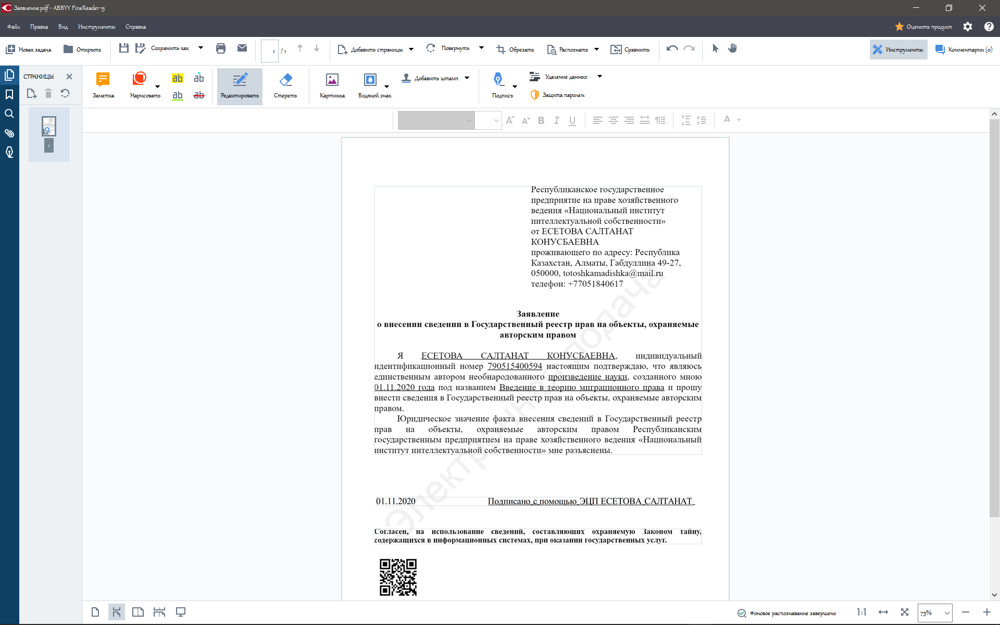 Заявление.pdf - ABBYY FineReader 15
Файл Правка Вид Инструменты Справка Оценить продукт
Новая задача Открыть Сохранить как 1 / 1 Добавить страницы Повернуть Обрезать Распознать Сравнить Инструменты Комментарии (0)
СТРАНИЦЫ
Заметка Нарисовать ab ab ab ab Редактировать Стереть Картинка Водяной знак Добавить штамп Подпись Удаление данных
Защита паролем
1
Республиканское государственное
предприятие на праве хозяйственного
ведения «Национальный институт
интеллектуальной собственности»
от ЕСЕТОВА САЛТАНАТ
КОНУСБАЕВНА
проживающего по адресу: Республика
Казахстан, Алматы, Габдуллина 49-27,
050000, totoshkamadishka@mail.ru
телефон: +77051840617
Заявление
о внесении сведении в Государственный реестр прав на объекты, охраняемые
авторским правом
Я ЕСЕТОВА САЛТАНАТ КОНУСБАЕВНА, индивидуальный
идентификационный номер 790515400594 настоящим подтверждаю, что являюсь
единственным автором необнародованного произведение науки, созданного мною
01.11.2020 года под названием Введение в теорию миграционного права и прошу
внести сведения в Государственный реестр прав на объекты, охраняемые авторским
правом.
Юридическое значение факта внесения сведений в Государственный реестр
прав на объекты, охраняемые авторским правом Республиканским
государственным предприятием на праве хозяйственного ведения «Национальный
институт интеллектуальной собственности» мне разъяснены.
Электронная подача
01.11.2020 Подписано с помощью ЭЦП ЕСЕТОВА САЛТАНАТ
Согласен, на использование сведений, составляющих охраняемую Законом тайну,
содержащихся в информационных системах, при оказании государственных услуг.
Фоновое распознавание завершено 1:1 75%